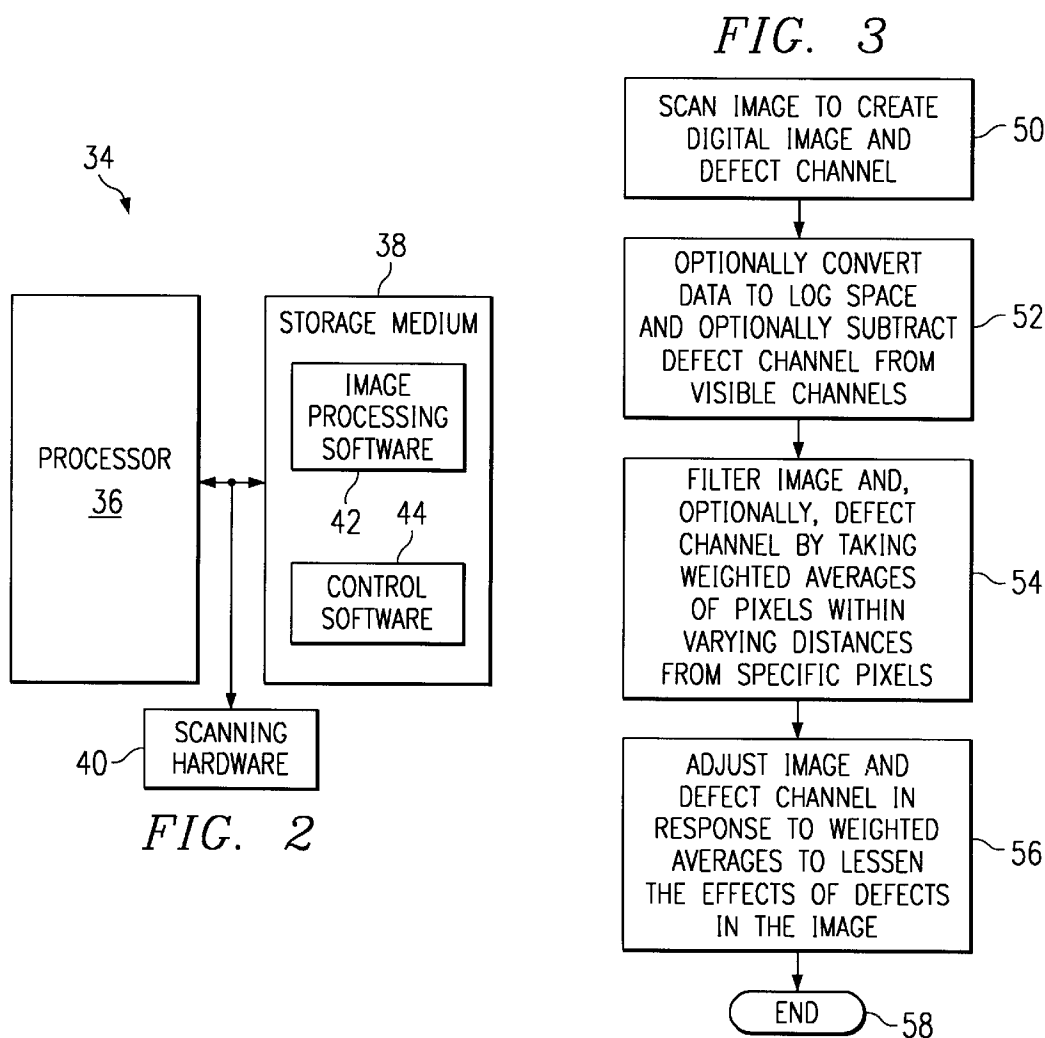 34
38
PROCESSOR
36
STORAGE MEDIUM
IMAGE
PROCESSING
SOFTWARE
42
44
CONTROL
SOFTWARE
SCANNING
HARDWARE
40
FIG. 2
FIG. 3
SCAN IMAGE TO CREATE
DIGITAL IMAGE AND
DEFECT CHANNEL
50
OPTIONALLY CONVERT
DATA TO LOG SPACE
AND OPTIONALLY SUBTRACT
DEFECT CHANNEL FROM
VISIBLE CHANNELS
52
FILTER IMAGE AND,
OPTIONALLY, DEFECT
CHANNEL BY TAKING
WEIGHTED AVERAGES
OF PIXELS WITHIN
VARYING DISTANCES
FROM SPECIFIC PIXELS
54
ADJUST IMAGE AND
DEFECT CHANNEL IN
RESPONSE TO WEIGHTED
AVERAGES TO LESSEN
THE EFFECTS OF DEFECTS
IN THE IMAGE
56
END
58